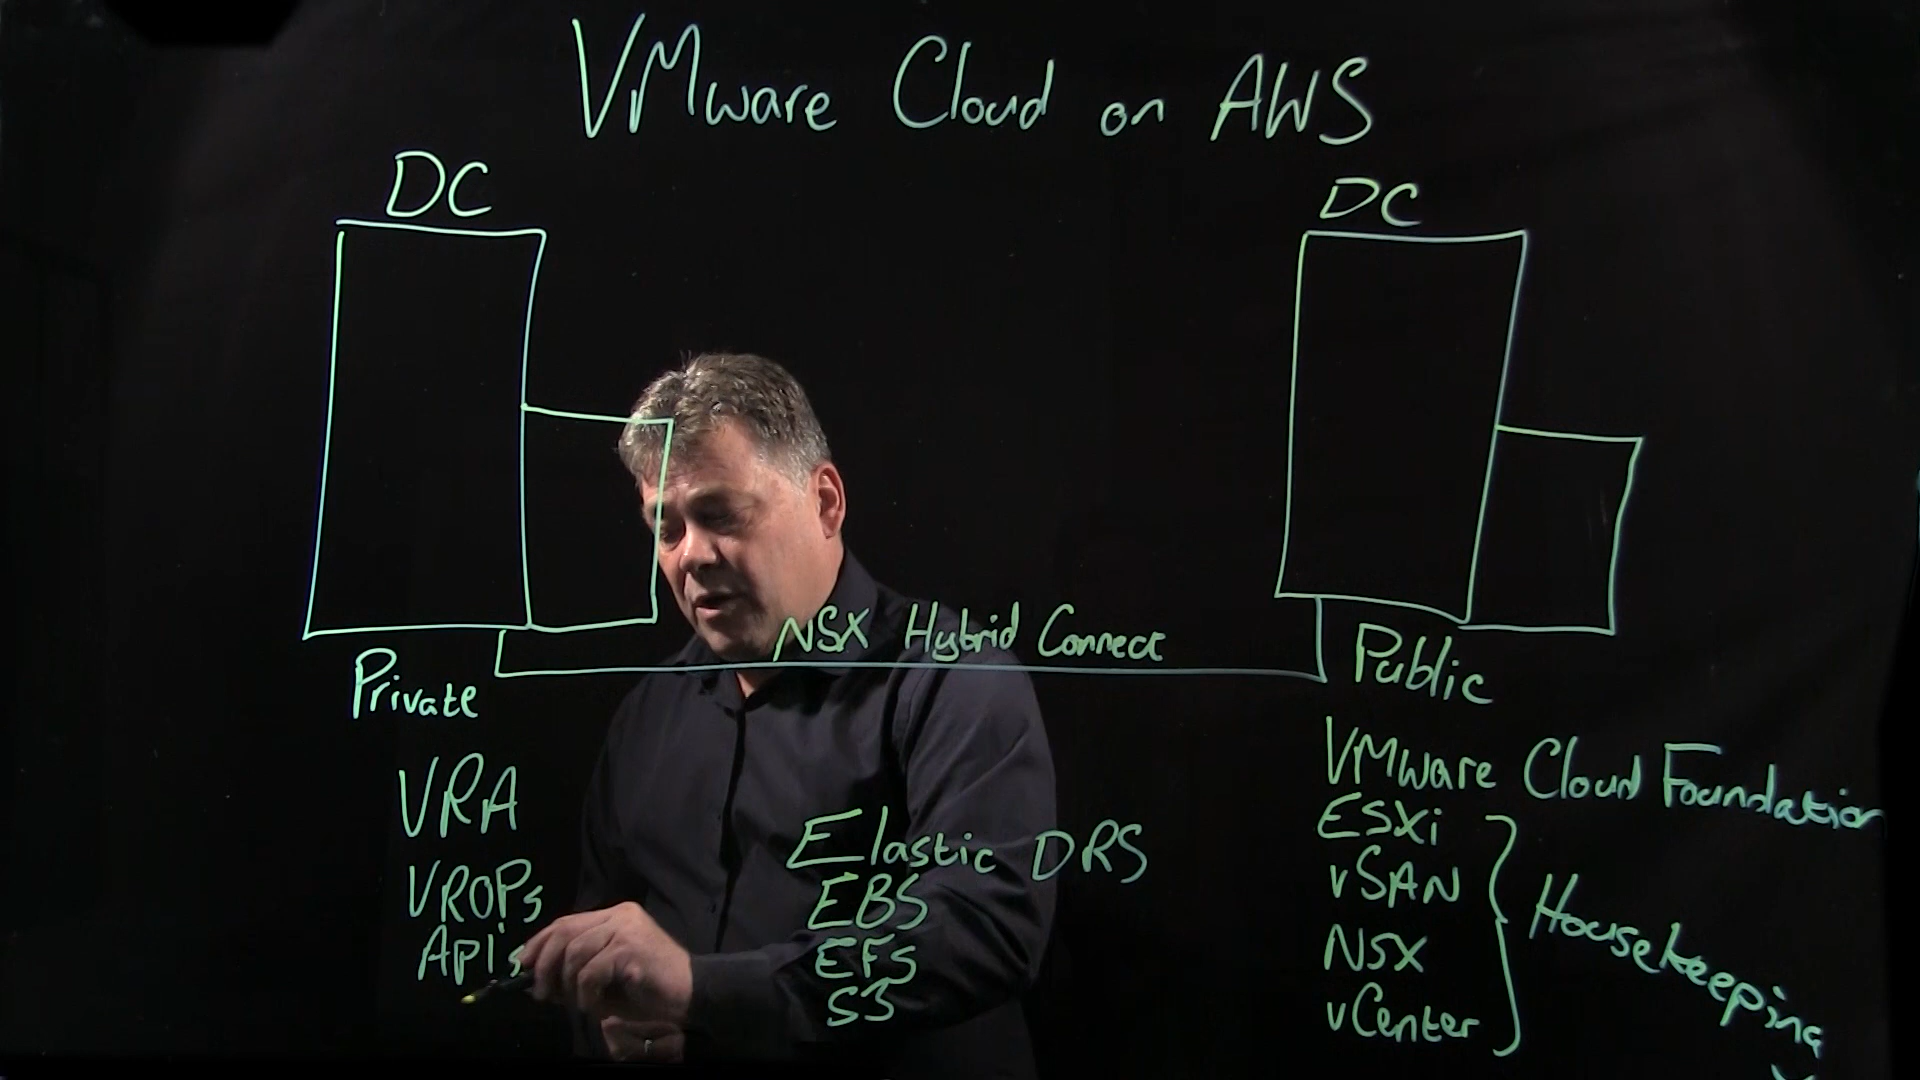 VMware Cloud on AWS
DC
DC
NSX Hybrid Connect
Private
Public
VRA
VROPs
Api's
Elastic DRS
EBS
EFS
S3
VMware Cloud Foundation
ESXi
vSAN
NSX
vCenter
Housekeeping